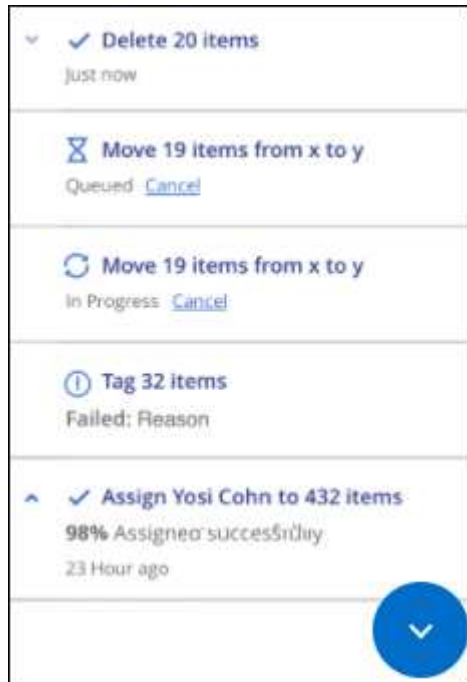 Delete 20 items
Just now
Move 19 items from x to y
Queued Cancel
Move 19 items from x to y
In Progress Cancel
Tag 32 items
Failed: Reason
Assign Yosi Cohn to 432 items
98% Assigned
23 Hour ago